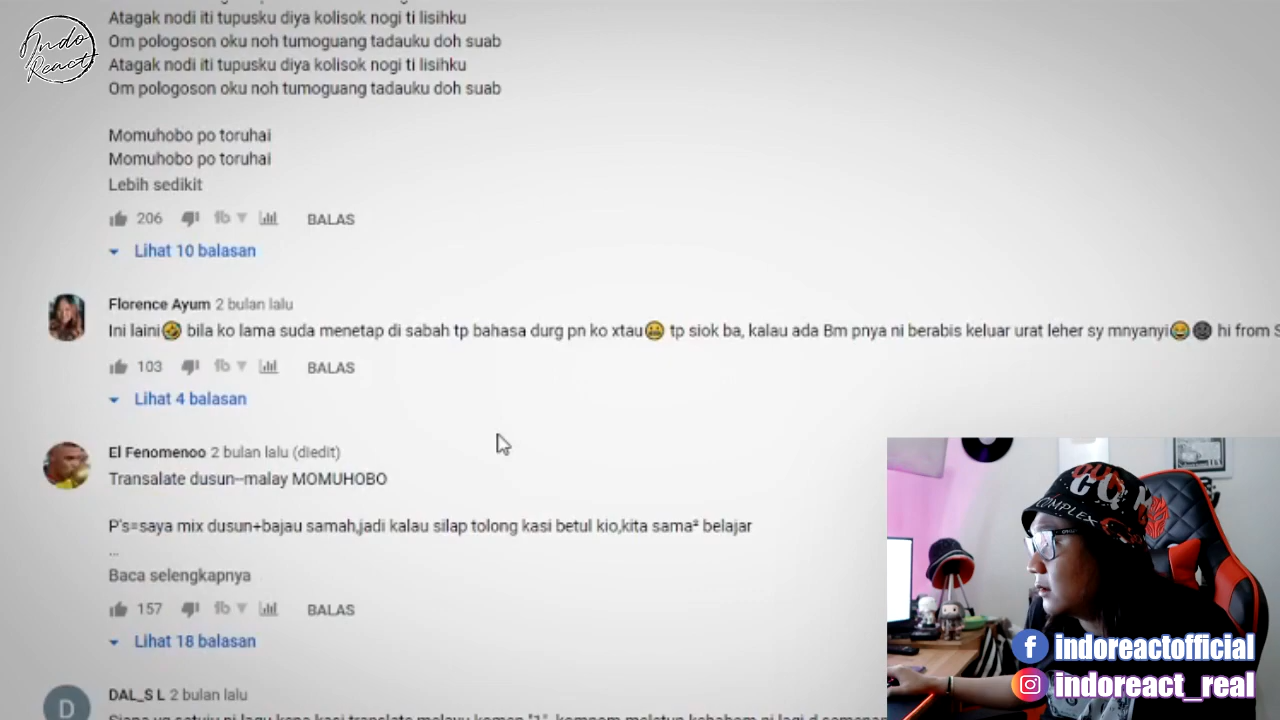 Indo
React
Atagak nodi iti tupusku diya kolisok nogi ti lisihku
Om pologoson oku noh tumoguang tadauku doh suab
Atagak nodi iti tupusku diya kolisok nogi ti lisihku
Om pologoson oku noh tumoguang tadauku doh suab
Momuhobo po toruhai
Momuhobo po toruhai
Lebih sedikit
206 BALAS
Lihat 10 balasan
Florence Ayum 2 bulan lalu
Ini laini🤣 bila ko lama suda menetap di sabah tp bahasa durg pn ko xtau😂 tp siok ba, kalau ada Bm pnya ni berabis keluar urat leher sy mnyanyi😂 hi from S
103 BALAS
Lihat 4 balasan
El Fenomenoo 2 bulan lalu (diedit)
Transalate dusun--malay MOMUHOBO
P's=saya mix dusun+bajau samah,jadi kalau silap tolong kasi betul kio,kita sama² belajar
...
Baca selengkapnya
157 BALAS
Lihat 18 balasan
D
DAL_S L 2 bulan lalu
COMPLEX
indoreactofficial
indoreact_real